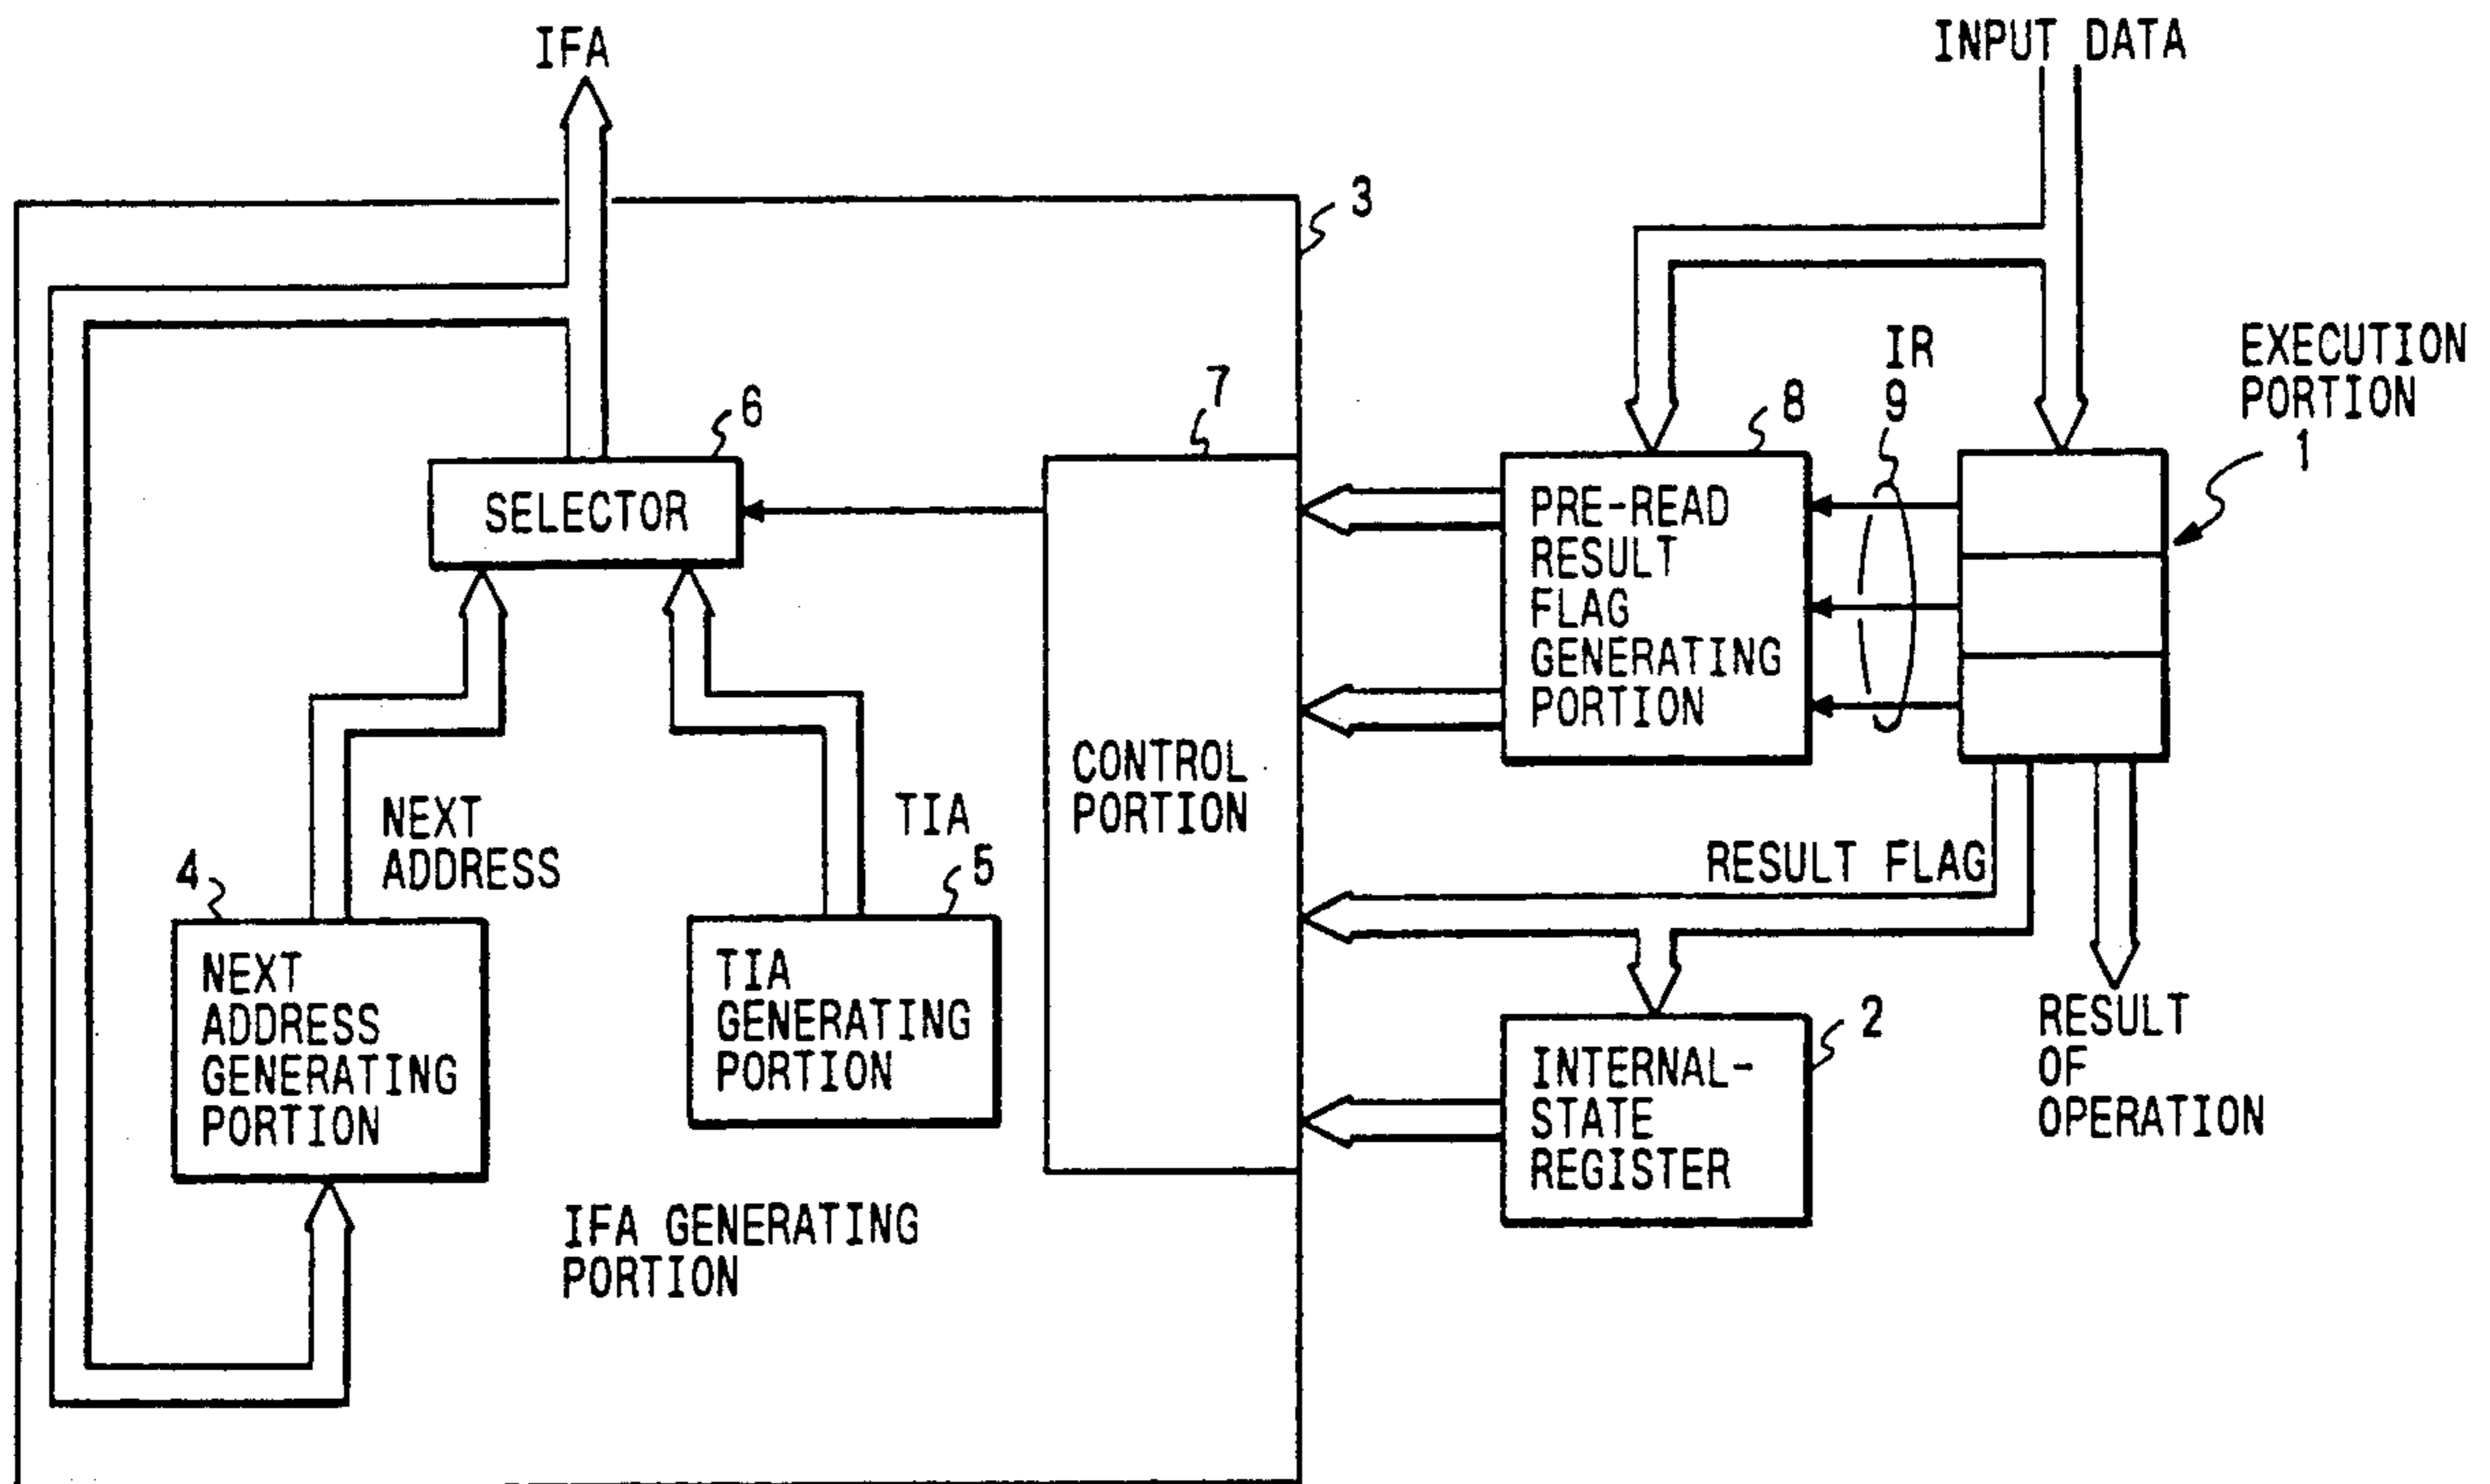 IFA
INPUT DATA
3
IR
9
EXECUTION
PORTION
1
6
7
8
SELECTOR
PRE-READ
RESULT
FLAG
GENERATING
PORTION
CONTROL
PORTION
NEXT
ADDRESS
TIA
4
5
RESULT FLAG
NEXT
ADDRESS
GENERATING
PORTION
TIA
GENERATING
PORTION
2
INTERNAL-
STATE
REGISTER
RESULT
OF
OPERATION
IFA GENERATING
PORTION